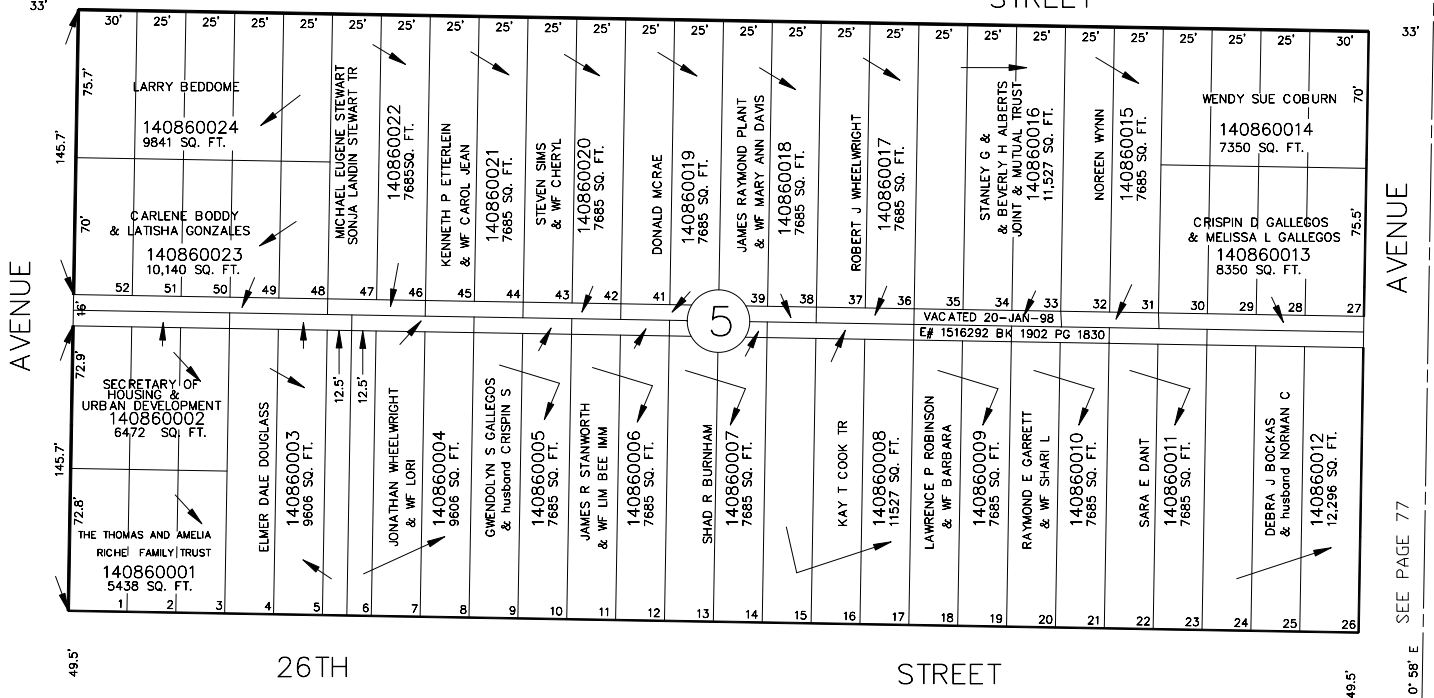 33'
STREET
30' 25' 25' 25' 25' 25' 25' 25' 25' 25' 25' 25' 25' 25' 25' 25' 25' 25' 25' 25' 25' 25' 25' 25' 25' 30'
33'
75.7'
145.7'
70'
16'
LARRY BEDDOME
140860024
9841 SQ. FT.
CARLENE BODDY
& LATISHA GONZALES
140860023
10,140 SQ. FT.
MICHAEL EUGENE STEWART
SONJA LANDIN STEWART TR
140860022
7685SQ. FT.
KENNETH P ETTERLEIN
& WF CAROL JEAN
140860021
7685 SQ. FT.
STEVEN SIMS
& WF CHERYL
140860020
7685 SQ. FT.
DONALD MCRAE
140860019
7685 SQ. FT.
JAMES RAYMOND PLANT
& WF MARY ANN DAVIS
140860018
7685 SQ. FT.
ROBERT J WHEELWRIGHT
140860017
7685 SQ. FT.
STANLEY G &
& BEVERLY H ALBERTS
JOINT & MUTUAL TRUST
140860016
11,527 SQ. FT.
NOREEN WYNN
140860015
7685 SQ. FT.
WENDY SUE COBURN
140860014
7350 SQ. FT.
70'
CRISPIN D GALLEGOS
& MELISSA L GALLEGOS
140860013
8350 SQ. FT.
75.5'
AVENUE
AVENUE
52 51 50 49 48 47 46 45 44 43 42 41 39 38 37 36 35 34 33 32 31 30 29 28 27
5
VACATED 20-JAN-98
E# 1516292 BK 1902 PG 1830
72.9'
145.7'
72.8'
SECRETARY OF
HOUSING &
URBAN DEVELOPMENT
140860002
6472 SQ. FT.
THE THOMAS AND AMELIA
RICHE FAMILY TRUST
140860001
5438 SQ. FT.
ELMER DALE DOUGLASS
140860003
9606 SQ. FT.
12.5'
12.5'
JONATHAN WHEELWRIGHT
& WF LORI
140860004
9606 SQ. FT.
GWENDOLYN S GALLEGOS
& husband CRISPIN S
140860005
7685 SQ. FT.
JAMES R STANWORTH
& WF LIM BEE IMM
140860006
7685 SQ. FT.
SHAD R BURNHAM
140860007
7685 SQ. FT.
KAY T COOK TR
140860008
11527 SQ. FT.
LAWRENCE P ROBINSON
& WF BARBARA
140860009
7685 SQ. FT.
RAYMOND E GARRETT
& WF SHARI L
140860010
7685 SQ. FT.
SARA E DANT
140860011
7685 SQ. FT.
DEBRA J BOCKAS
& husband NORMAN C
140860012
12,296 SQ. FT.
1 2 3 4 5 6 7 8 9 10 11 12 13 14 15 16 17 18 19 20 21 22 23 24 25 26
49.5'
26TH STREET
49.5'
SEE PAGE 77
0° 58' E